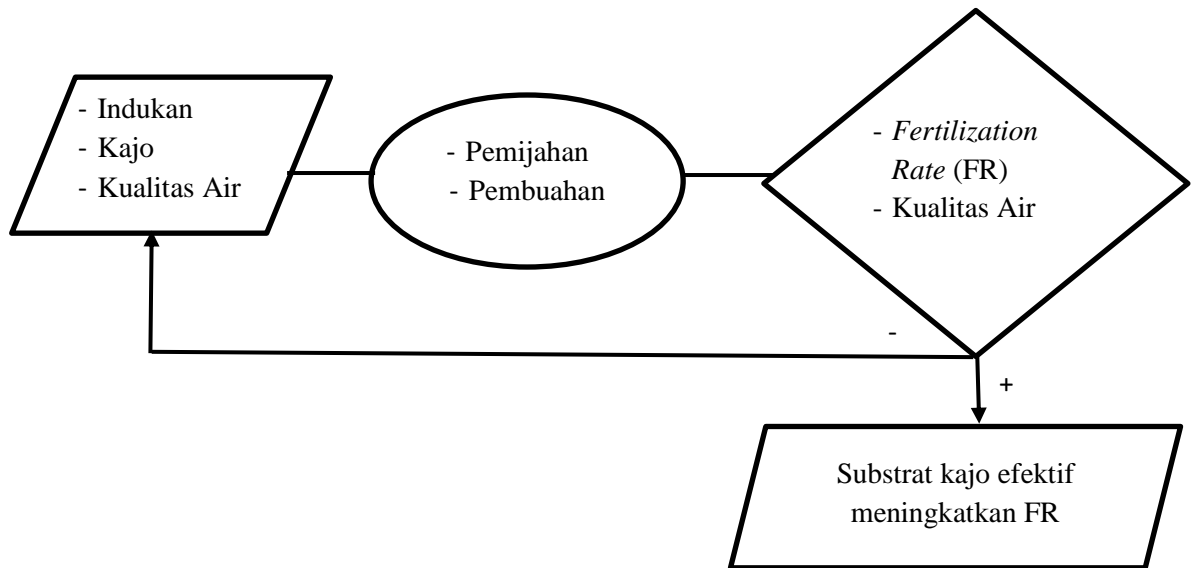 - Indukan
- Kajo
- Kualitas Air
- Pemijahan
- Pembuahan
- Fertilization
Rate (FR)
- Kualitas Air
-
+
Substrat kajo efektif
meningkatkan FR